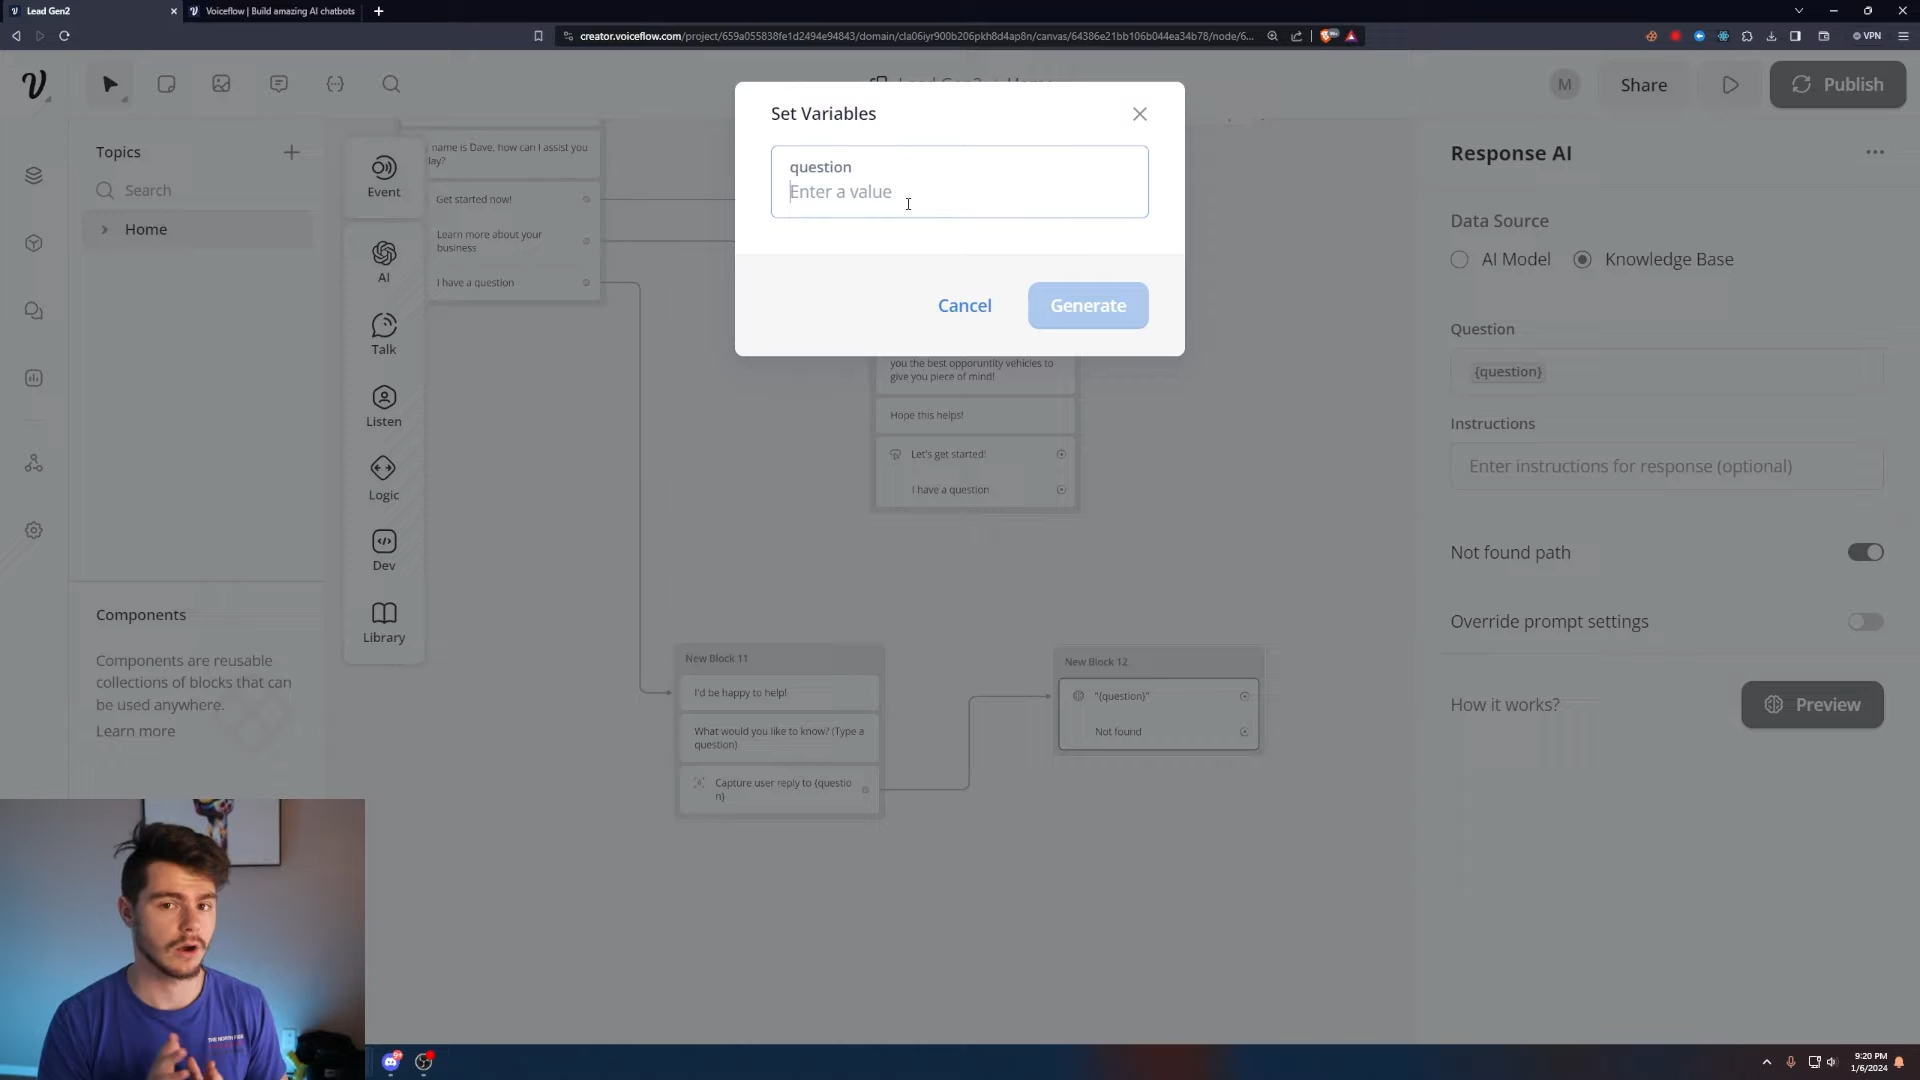 Lead Gen2
Voiceflow | Build amazing AI chatbots
creator.voiceflow.com/project/659a055838fe1d2494e94843/domain/cla06iyr900b206pkh8d4ap8n/canvas/64386e21bb106b044ea34b78/node/6...
VPN
M
Share
Publish
Set Variables
question
Enter a value
Cancel
Generate
Topics
Search
Home
Components
Components are reusable
collections of blocks that can
be used anywhere.
Learn more
Event
AI
Talk
Listen
Logic
Dev
Library
name is Dave, how can I assist you
day?
Get started now!
Learn more about your
business
I have a question
you the best opporuntity vehicles to
give you piece of mind!
Hope this helps!
Let's get started!
I have a question
New Block 11
I'd be happy to help!
What would you like to know? (Type a
question)
Capture user reply to {questio
n}
New Block 12
"{question}"
Not found
Response AI
Data Source
AI Model
Knowledge Base
Question
{question}
Instructions
Enter instructions for response (optional)
Not found path
Override prompt settings
How it works?
Preview
THE NORTH FACE
9:20 PM
1/6/2024